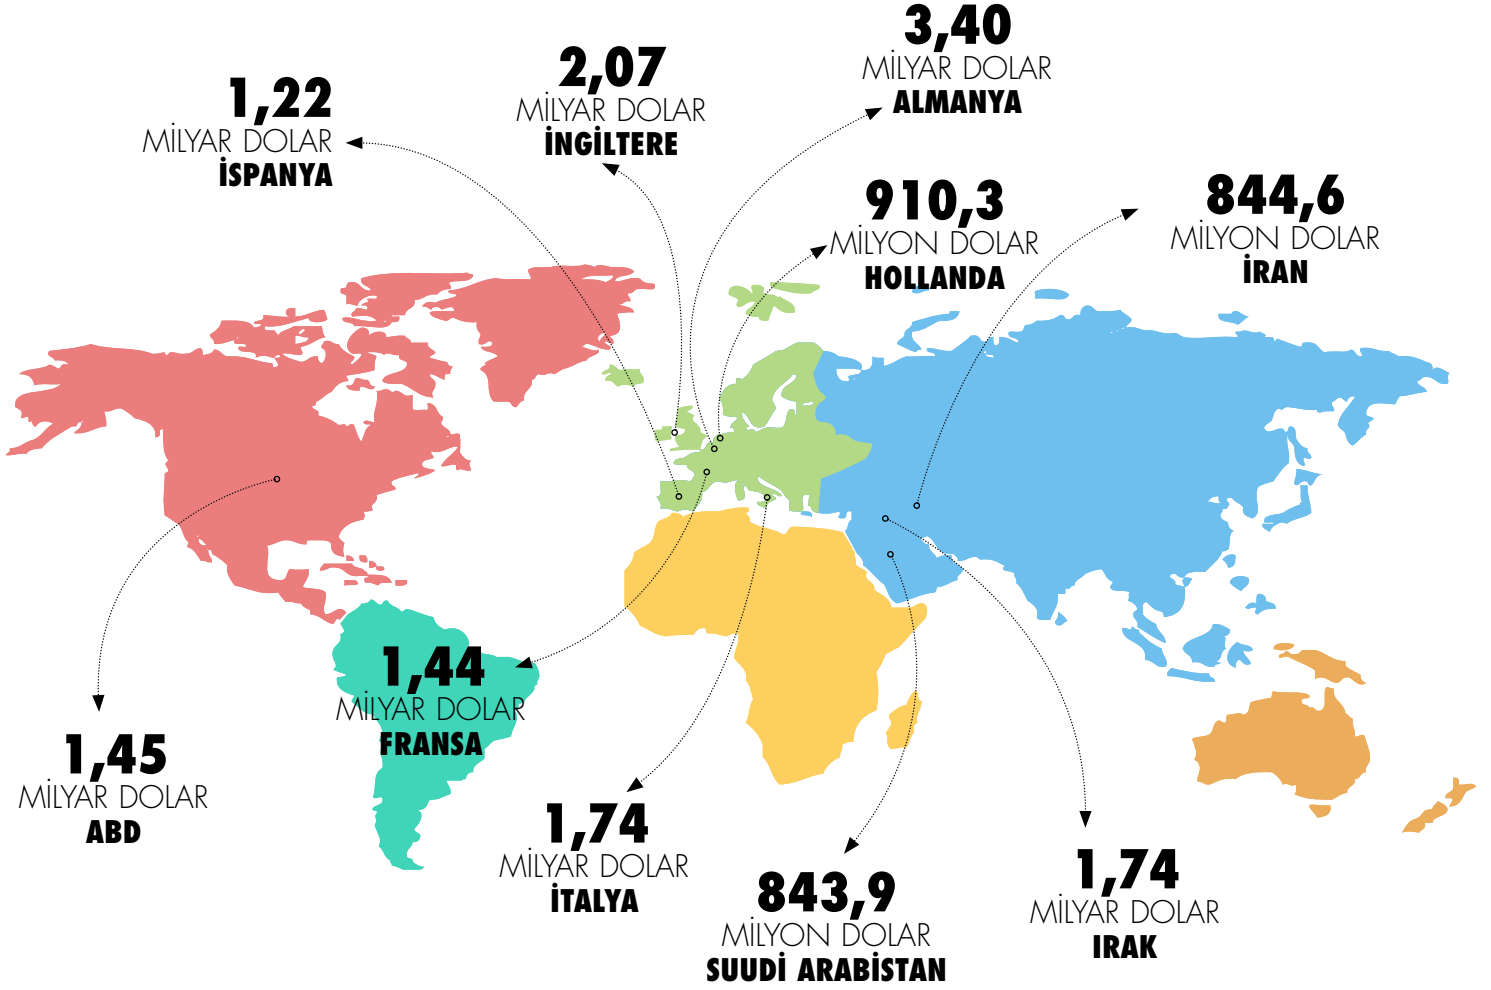 3,40
MİLYAR DOLAR
ALMANYA
2,07
MİLYAR DOLAR
İNGİLTERE
1,22
MİLYAR DOLAR
İSPANYA
910,3
MİLYON DOLAR
HOLLANDA
844,6
MİLYON DOLAR
İRAN
1,44
MİLYAR DOLAR
FRANSA
1,45
MİLYAR DOLAR
ABD
1,74
MİLYAR DOLAR
İTALYA
843,9
MİLYON DOLAR
SUUDİ ARABİSTAN
1,74
MİLYAR DOLAR
IRAK